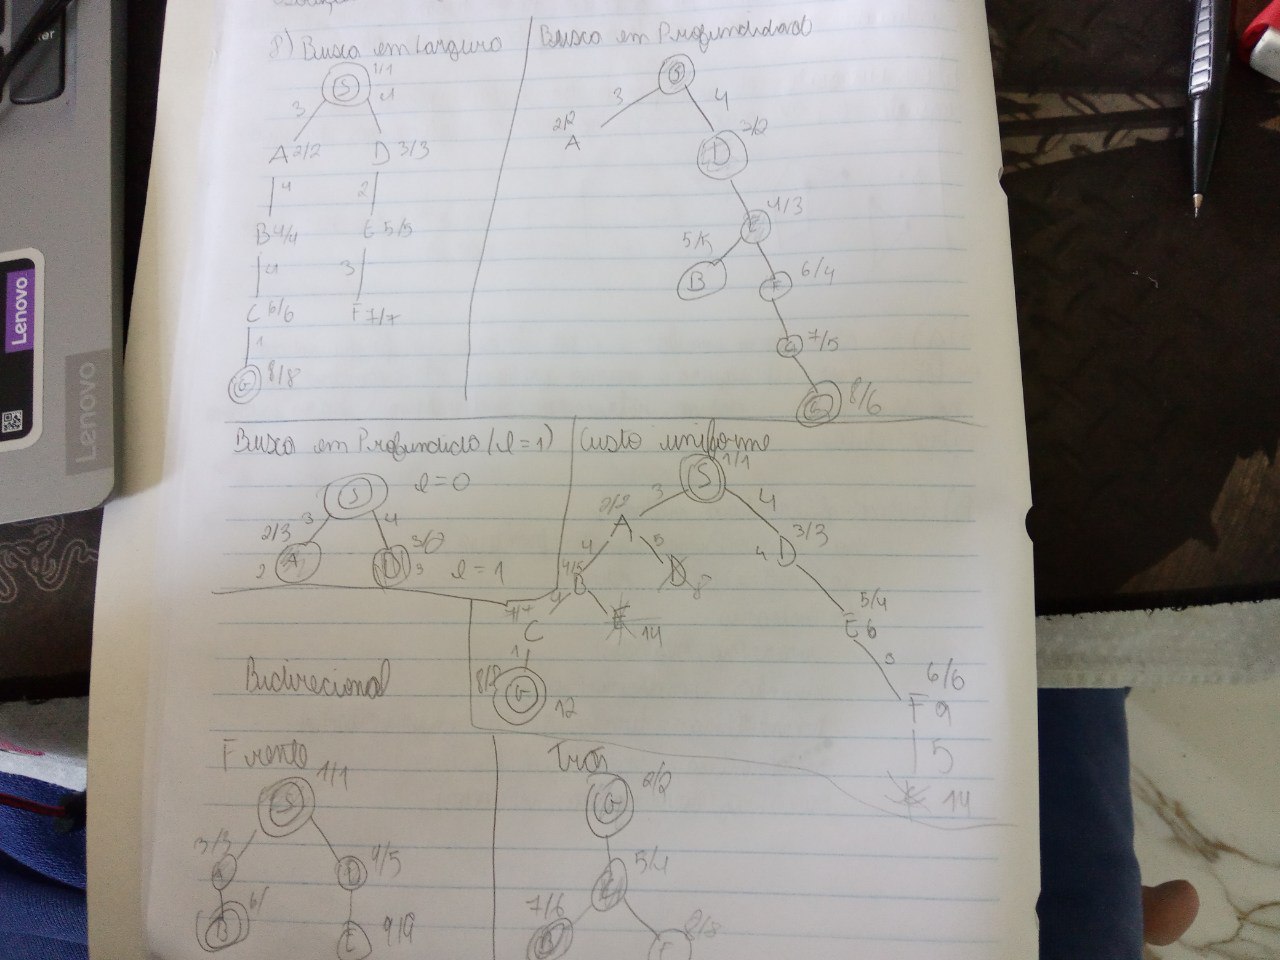 8) Busca em Largura
S 1/1
3 4
A 2/2 D 3/3
4 2
B 4/4 E 5/5
4 3
C 6/6 F 7/7
1
G 8/8
Busca em Profundidad
S
3 4
2/2 3/2
A D
4/3
E
5/5
B 6/4
F
C 7/5
G 8/6
Busca em Profundida (l=1)
S l=0
3 4
2/3 3/
A D
2 3 l=1
Custo uniforme
S 1/1
3 4
2/2 A 3/3
4 5 4 D
4/5 B D 8
5/4
7/7 4 E 14 E 6
C 3
1 6/6
8/8 G 12 F 9
5
14
Bidirecional
Frente
1/1
S
3/3 4/5
A D
B 6/ E 9/9
Tras
2/2
G
5/4
C
7/6 8/8
B F
Lenovo
Lenovo